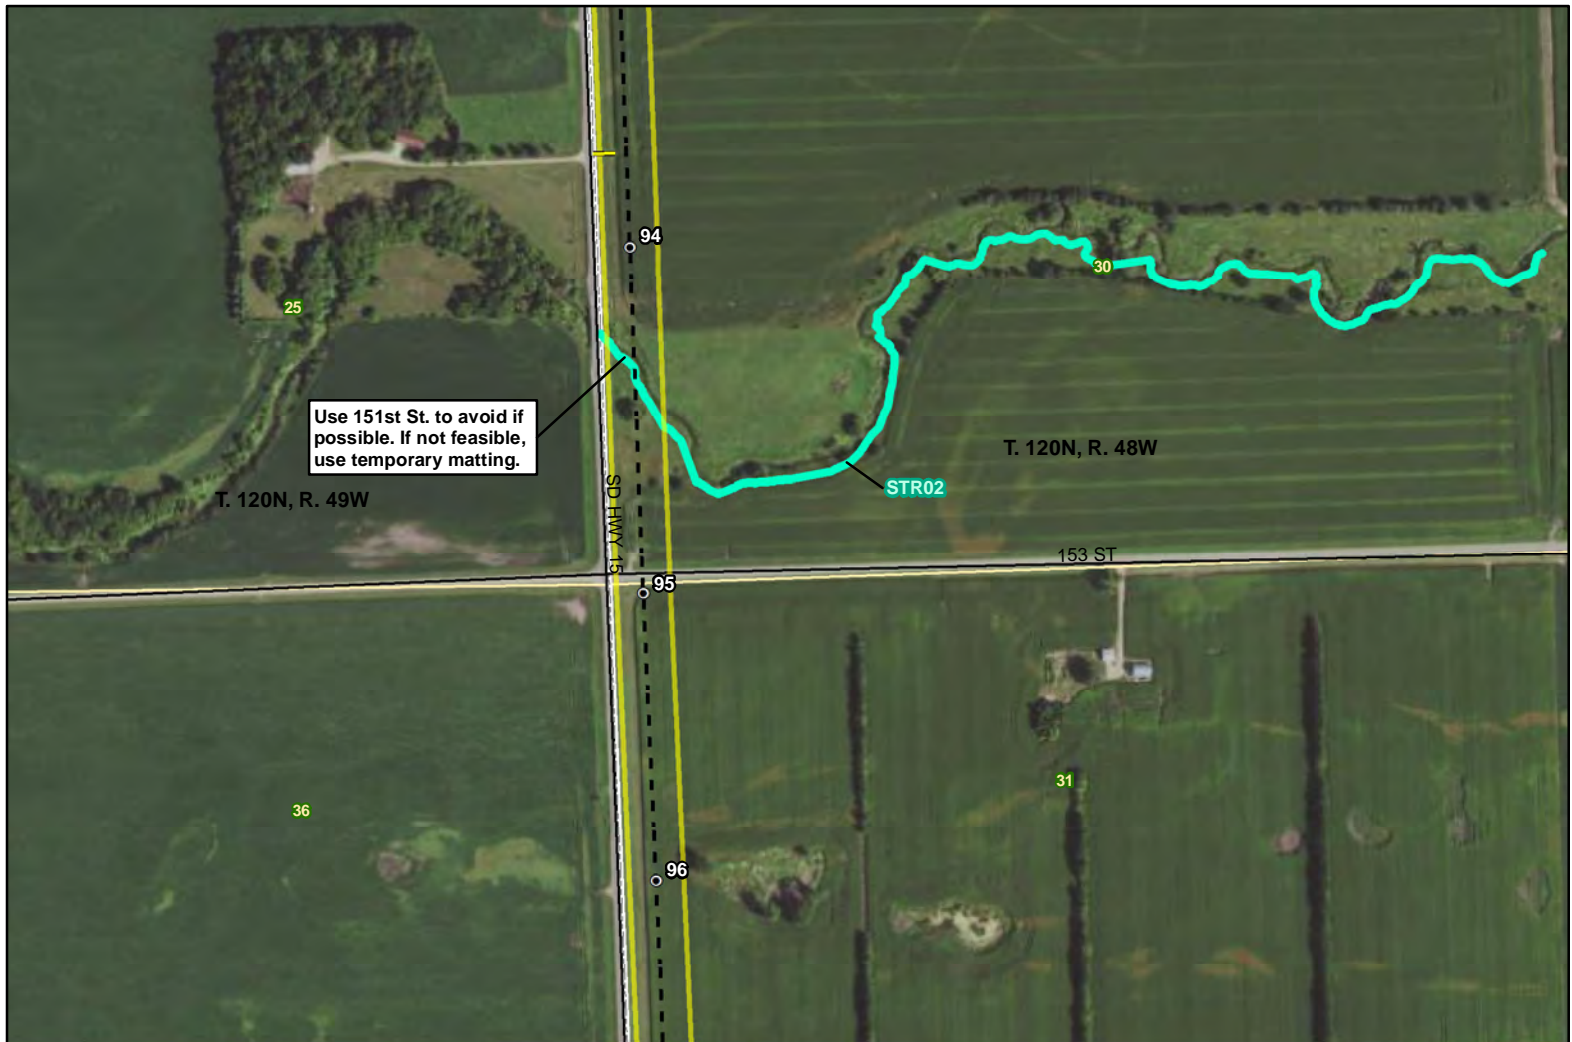 94
30
25
Use 151st St. to avoid if
possible. If not feasible,
use temporary matting.
T. 120N, R. 48W
STR02
T. 120N, R. 49W
SD HWY 15
153 ST
95
31
36
96